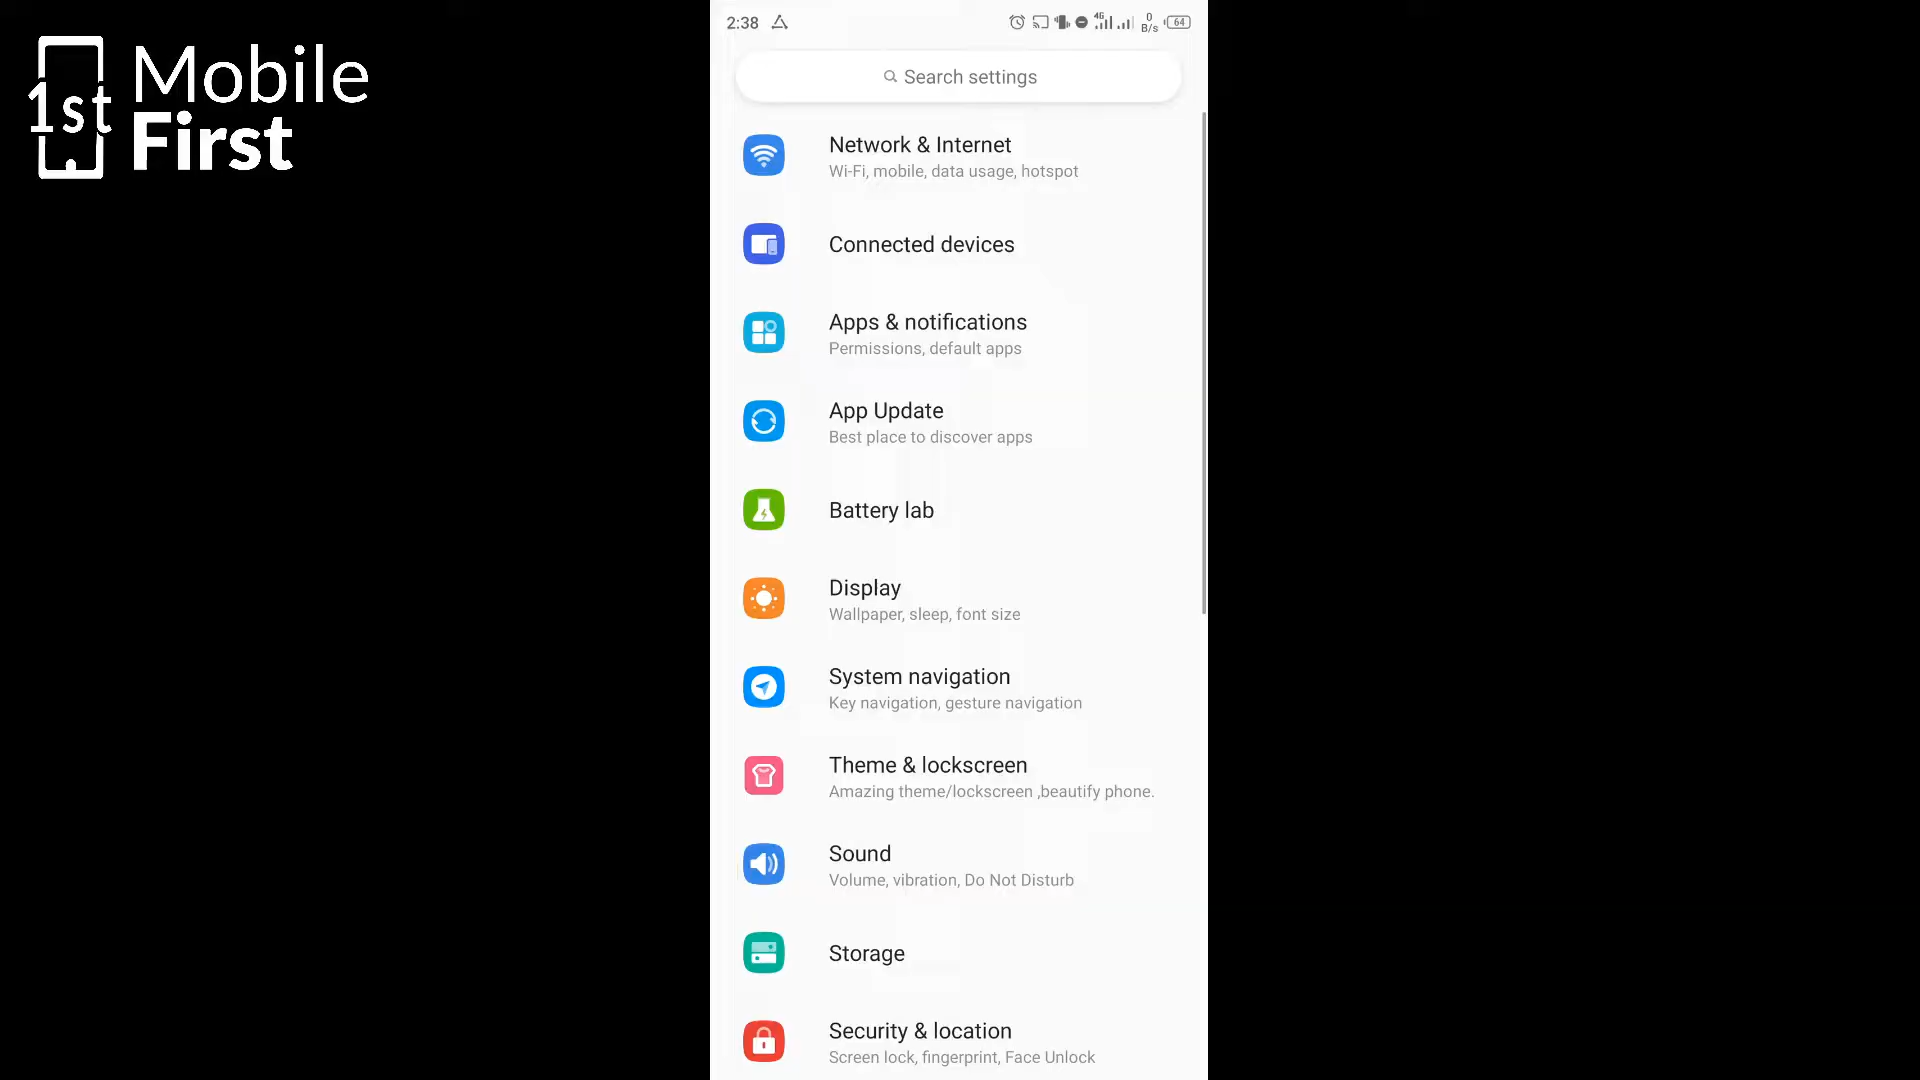 1st Mobile
First
2:38
4G
0
B/s
64
Search settings
Network & Internet
Wi-Fi, mobile, data usage, hotspot
Connected devices
Apps & notifications
Permissions, default apps
App Update
Best place to discover apps
Battery lab
Display
Wallpaper, sleep, font size
System navigation
Key navigation, gesture navigation
Theme & lockscreen
Amazing theme/lockscreen ,beautify phone.
Sound
Volume, vibration, Do Not Disturb
Storage
Security & location
Screen lock, fingerprint, Face Unlock